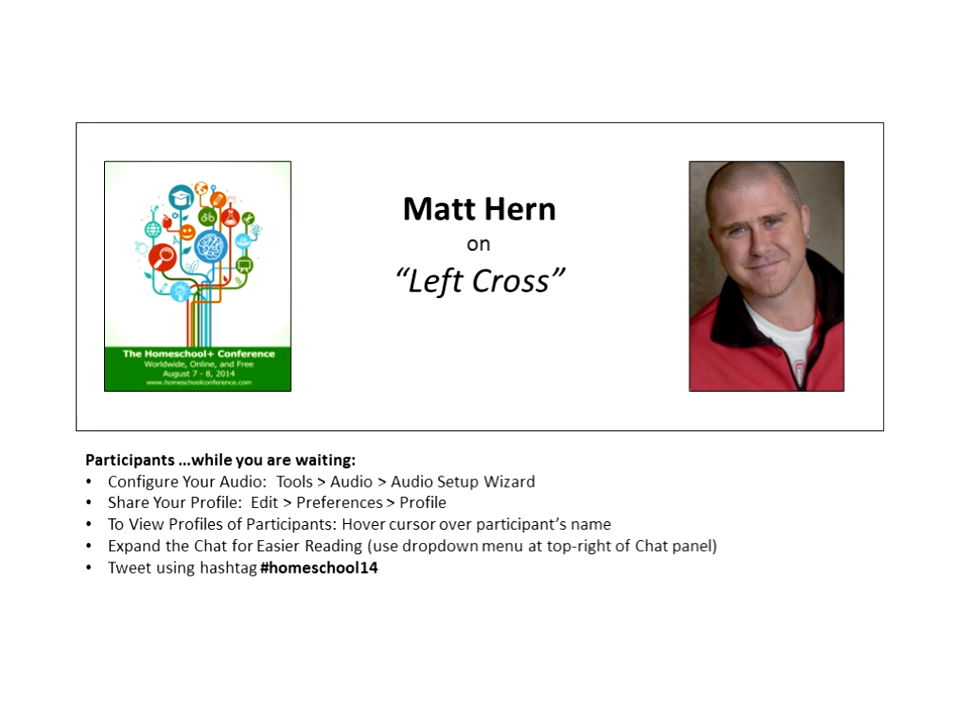 Matt Hern
on
“Left Cross”
The Homeschool+ Conference
Worldwide, Online, and Free
August 7 - 8, 2014
www.homeschoolconference.com
Participants …while you are waiting:
• Configure Your Audio: Tools > Audio > Audio Setup Wizard
• Share Your Profile: Edit > Preferences > Profile
• To View Profiles of Participants: Hover cursor over participant’s name
• Expand the Chat for Easier Reading (use dropdown menu at top-right of Chat panel)
• Tweet using hashtag #homeschool14